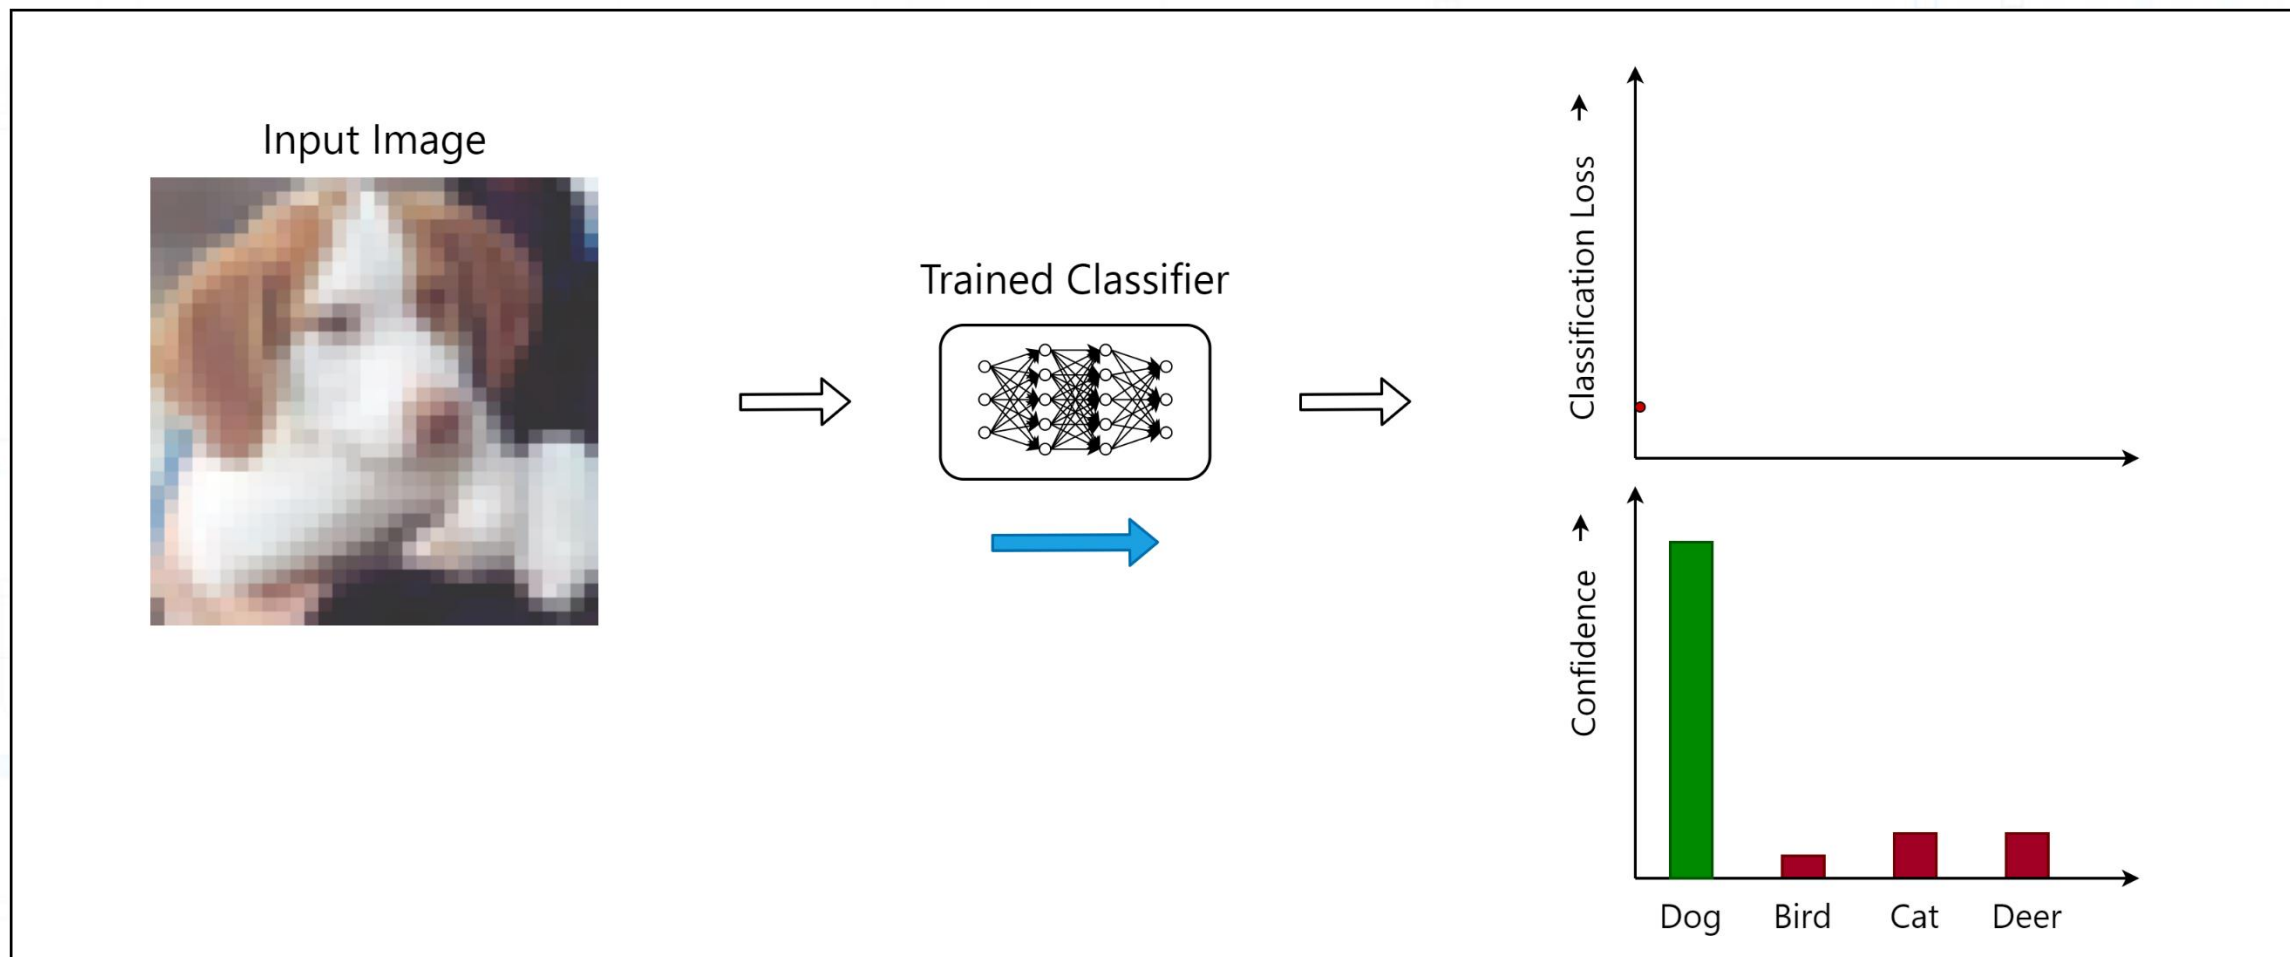 Input Image
Trained Classifier
Classification Loss
Confidence
Dog
Bird
Cat
Deer